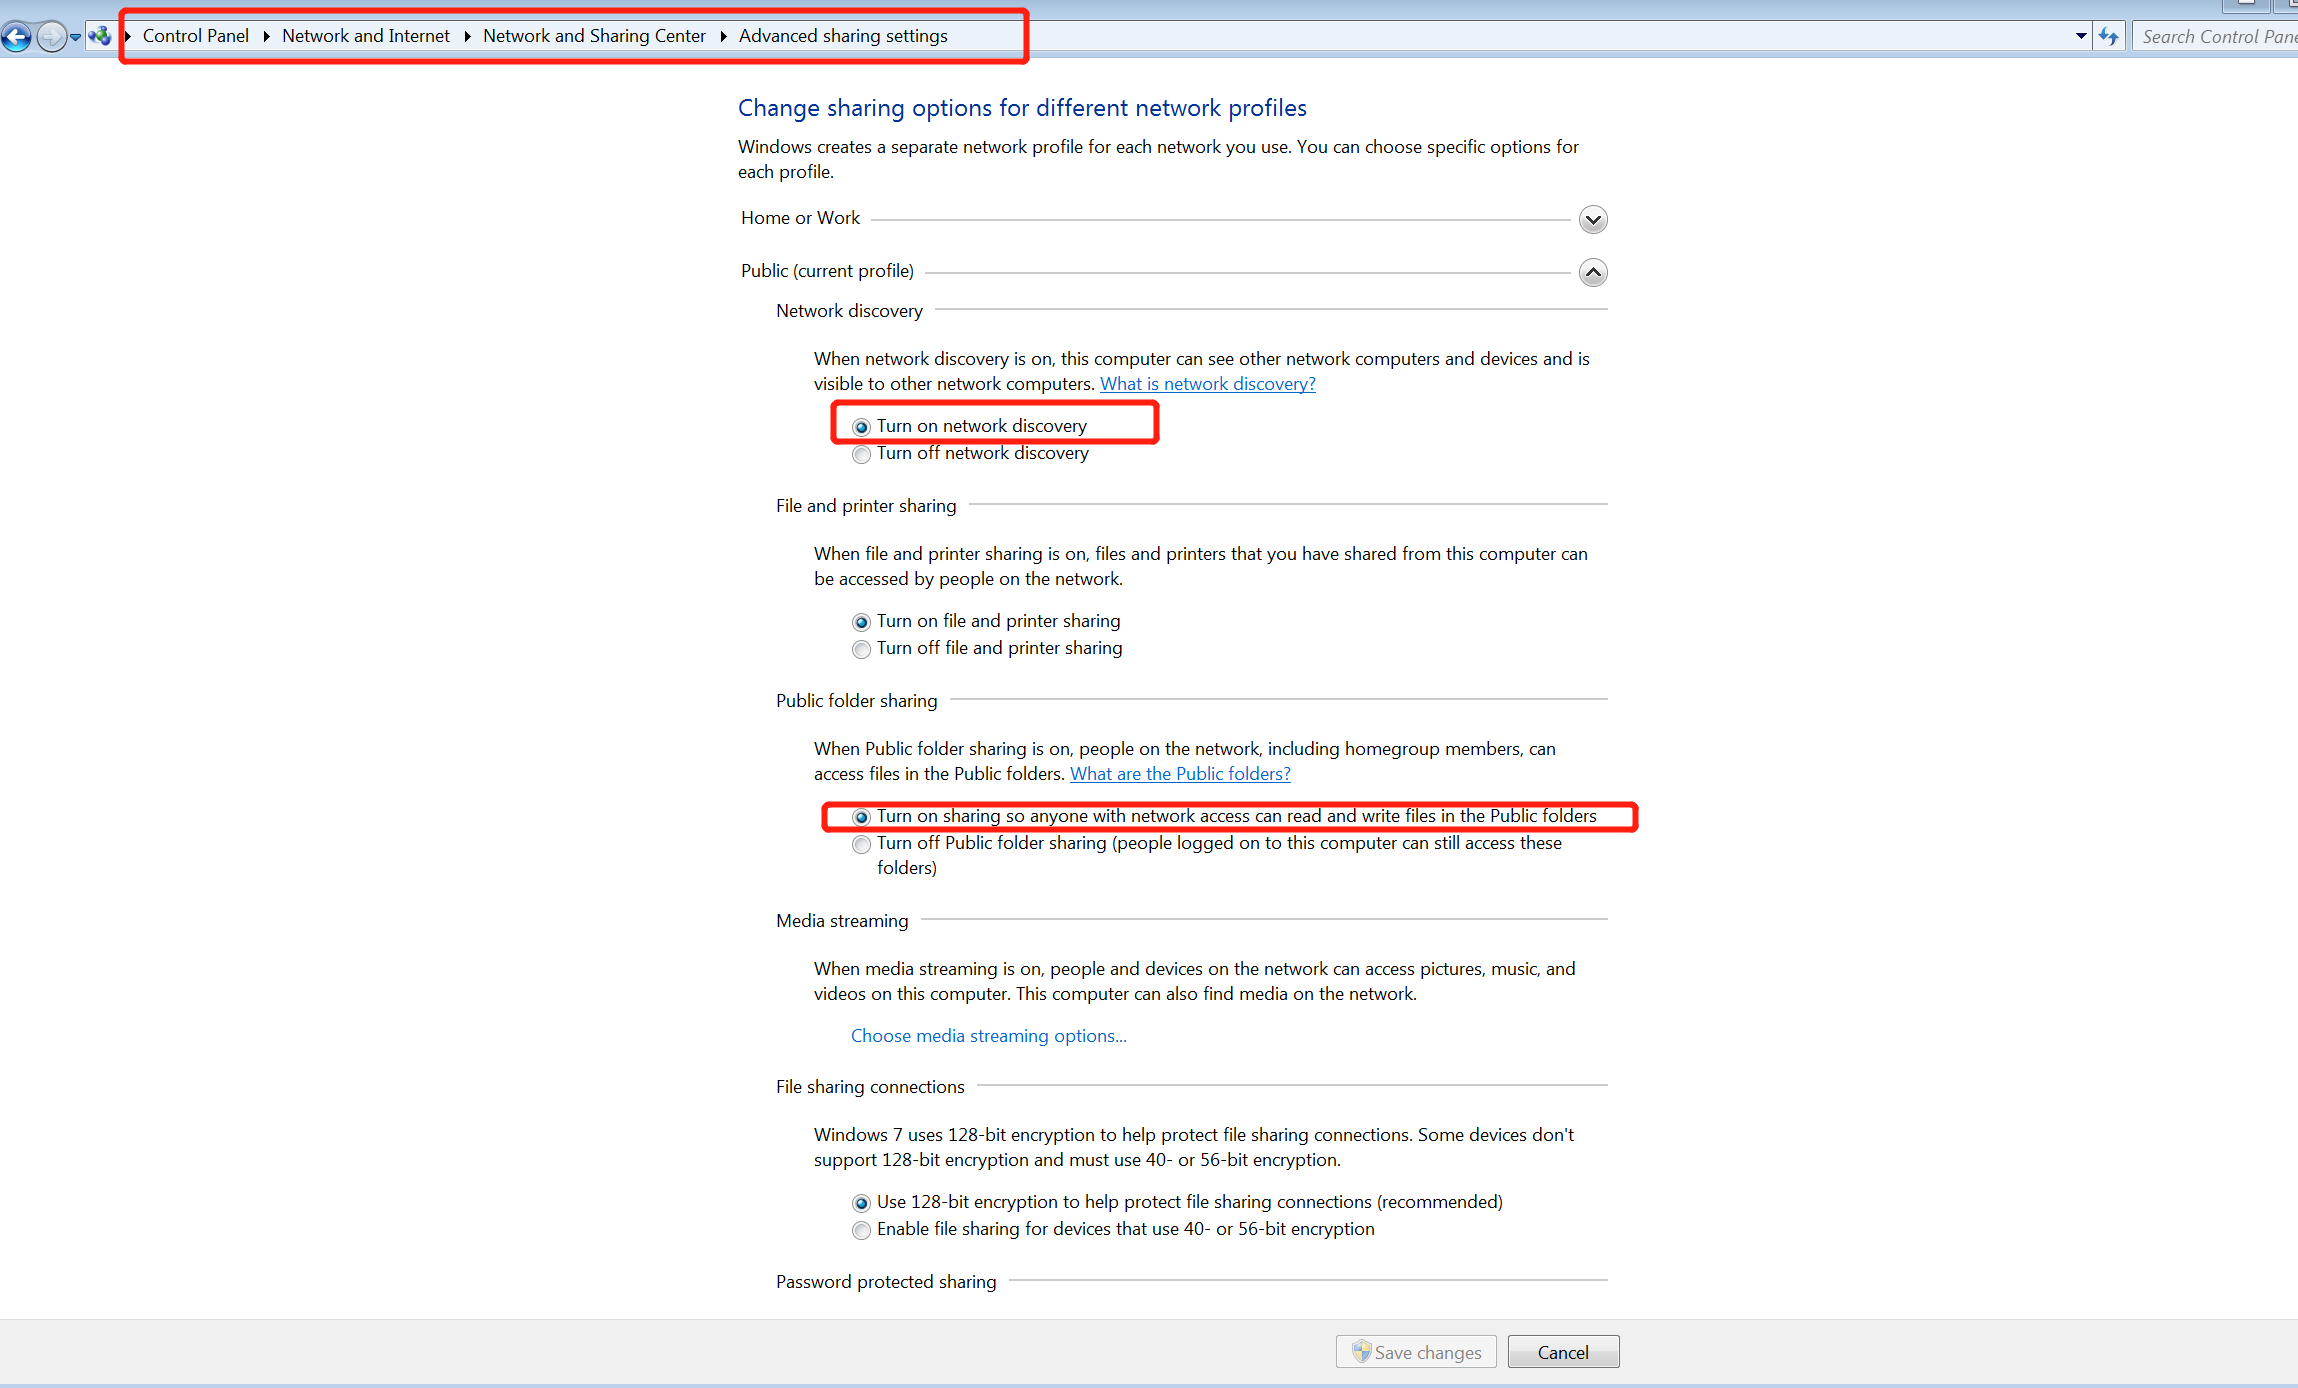 Control Panel Network and Internet Network and Sharing Center Advanced sharing settings
Search Control
Change sharing options for different network profiles
Windows creates a separate network profile for each network you use. You can choose specific options for
each profile.
Home or Work
Public (current profile)
Network discovery
When network discovery is on, this computer can see other network computers and devices and is
visible to other network computers. What is network discovery?
Turn on network discovery
Turn off network discovery
File and printer sharing
When file and printer sharing is on, files and printers that you have shared from this computer can
be accessed by people on the network.
Turn on file and printer sharing
Turn off file and printer sharing
Public folder sharing
When Public folder sharing is on, people on the network, including homegroup members, can
access files in the Public folders. What are the Public folders?
Turn on sharing so anyone with network access can read and write files in the Public folders
Turn off Public folder sharing (people logged on to this computer can still access these
folders)
Media streaming
When media streaming is on, people and devices on the network can access pictures, music, and
videos on this computer. This computer can also find media on the network.
Choose media streaming options...
File sharing connections
Windows 7 uses 128-bit encryption to help protect file sharing connections. Some devices don't
support 128-bit encryption and must use 40- or 56-bit encryption.
Use 128-bit encryption to help protect file sharing connections (recommended)
Enable file sharing for devices that use 40- or 56-bit encryption
Password protected sharing
Save changes
Cancel